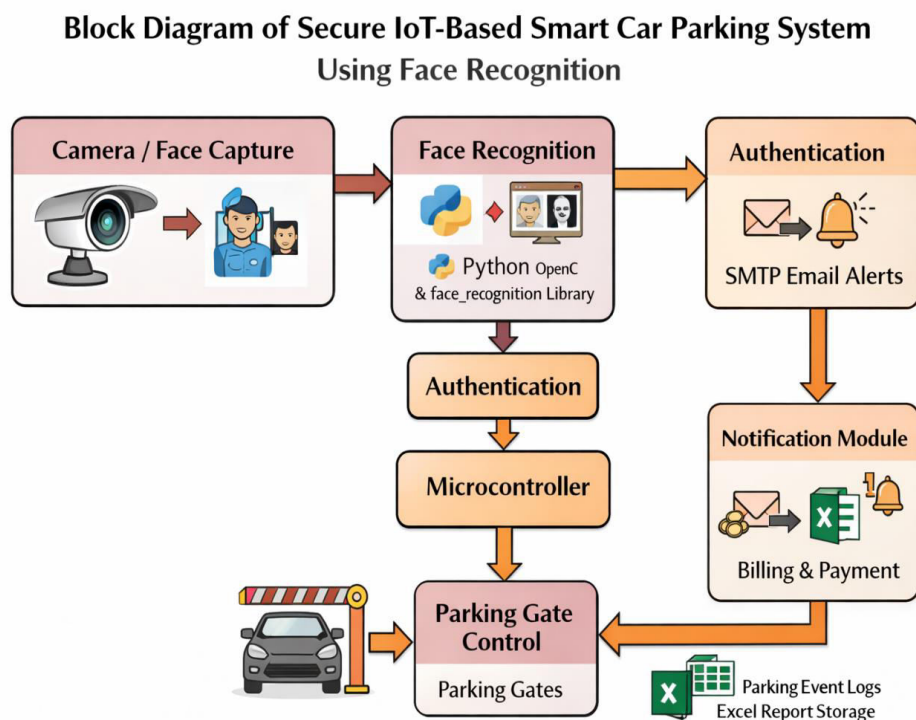 Block Diagram of Secure IoT-Based Smart Car Parking System
Using Face Recognition
Camera / Face Capture
Face Recognition
Python OpenC
& face_recognition Library
Authentication
SMTP Email Alerts
Authentication
Microcontroller
Notification Module
X
Billing & Payment
Parking Gate
Control
Parking Gates
X
Parking Event Logs
Excel Report Storage